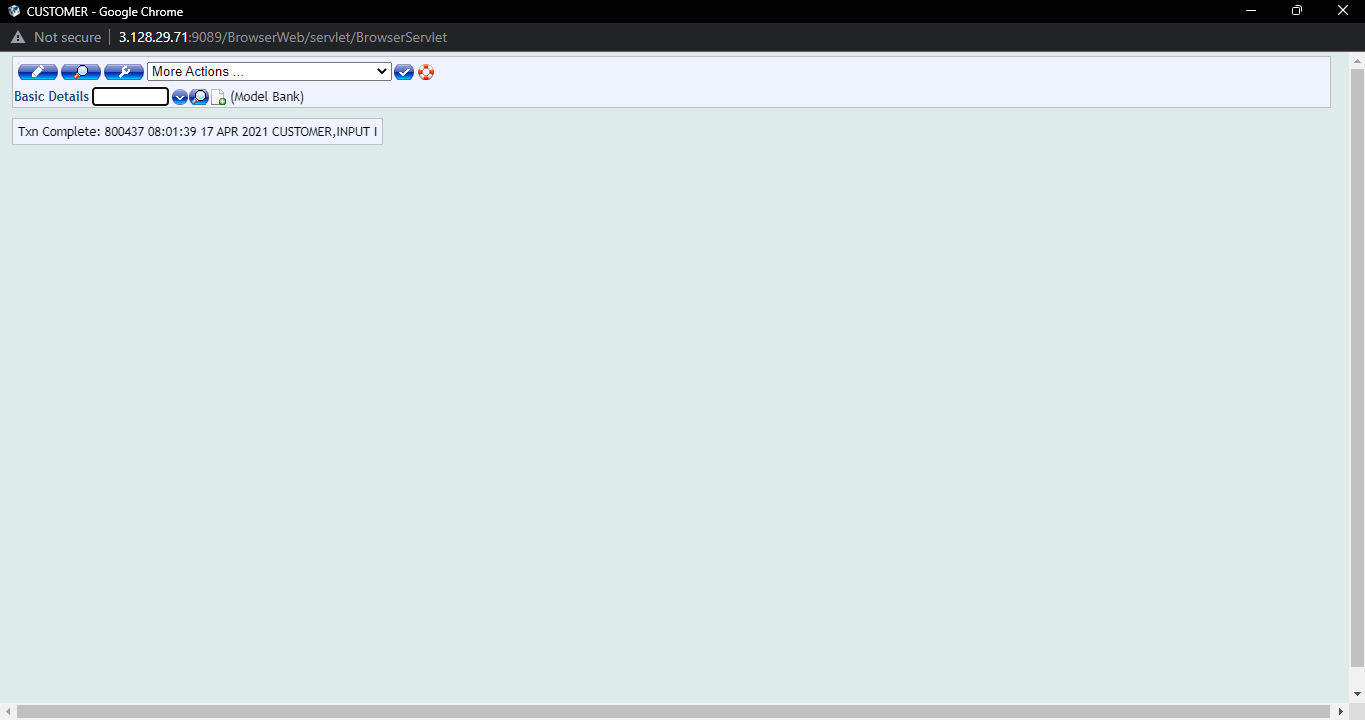 CUSTOMER - Google Chrome
Not secure 3.128.29.71:9089/BrowserWeb/servlet/BrowserServlet
More Actions ...
Basic Details (Model Bank)
Txn Complete: 800437 08:01:39 17 APR 2021 CUSTOMER,INPUT I